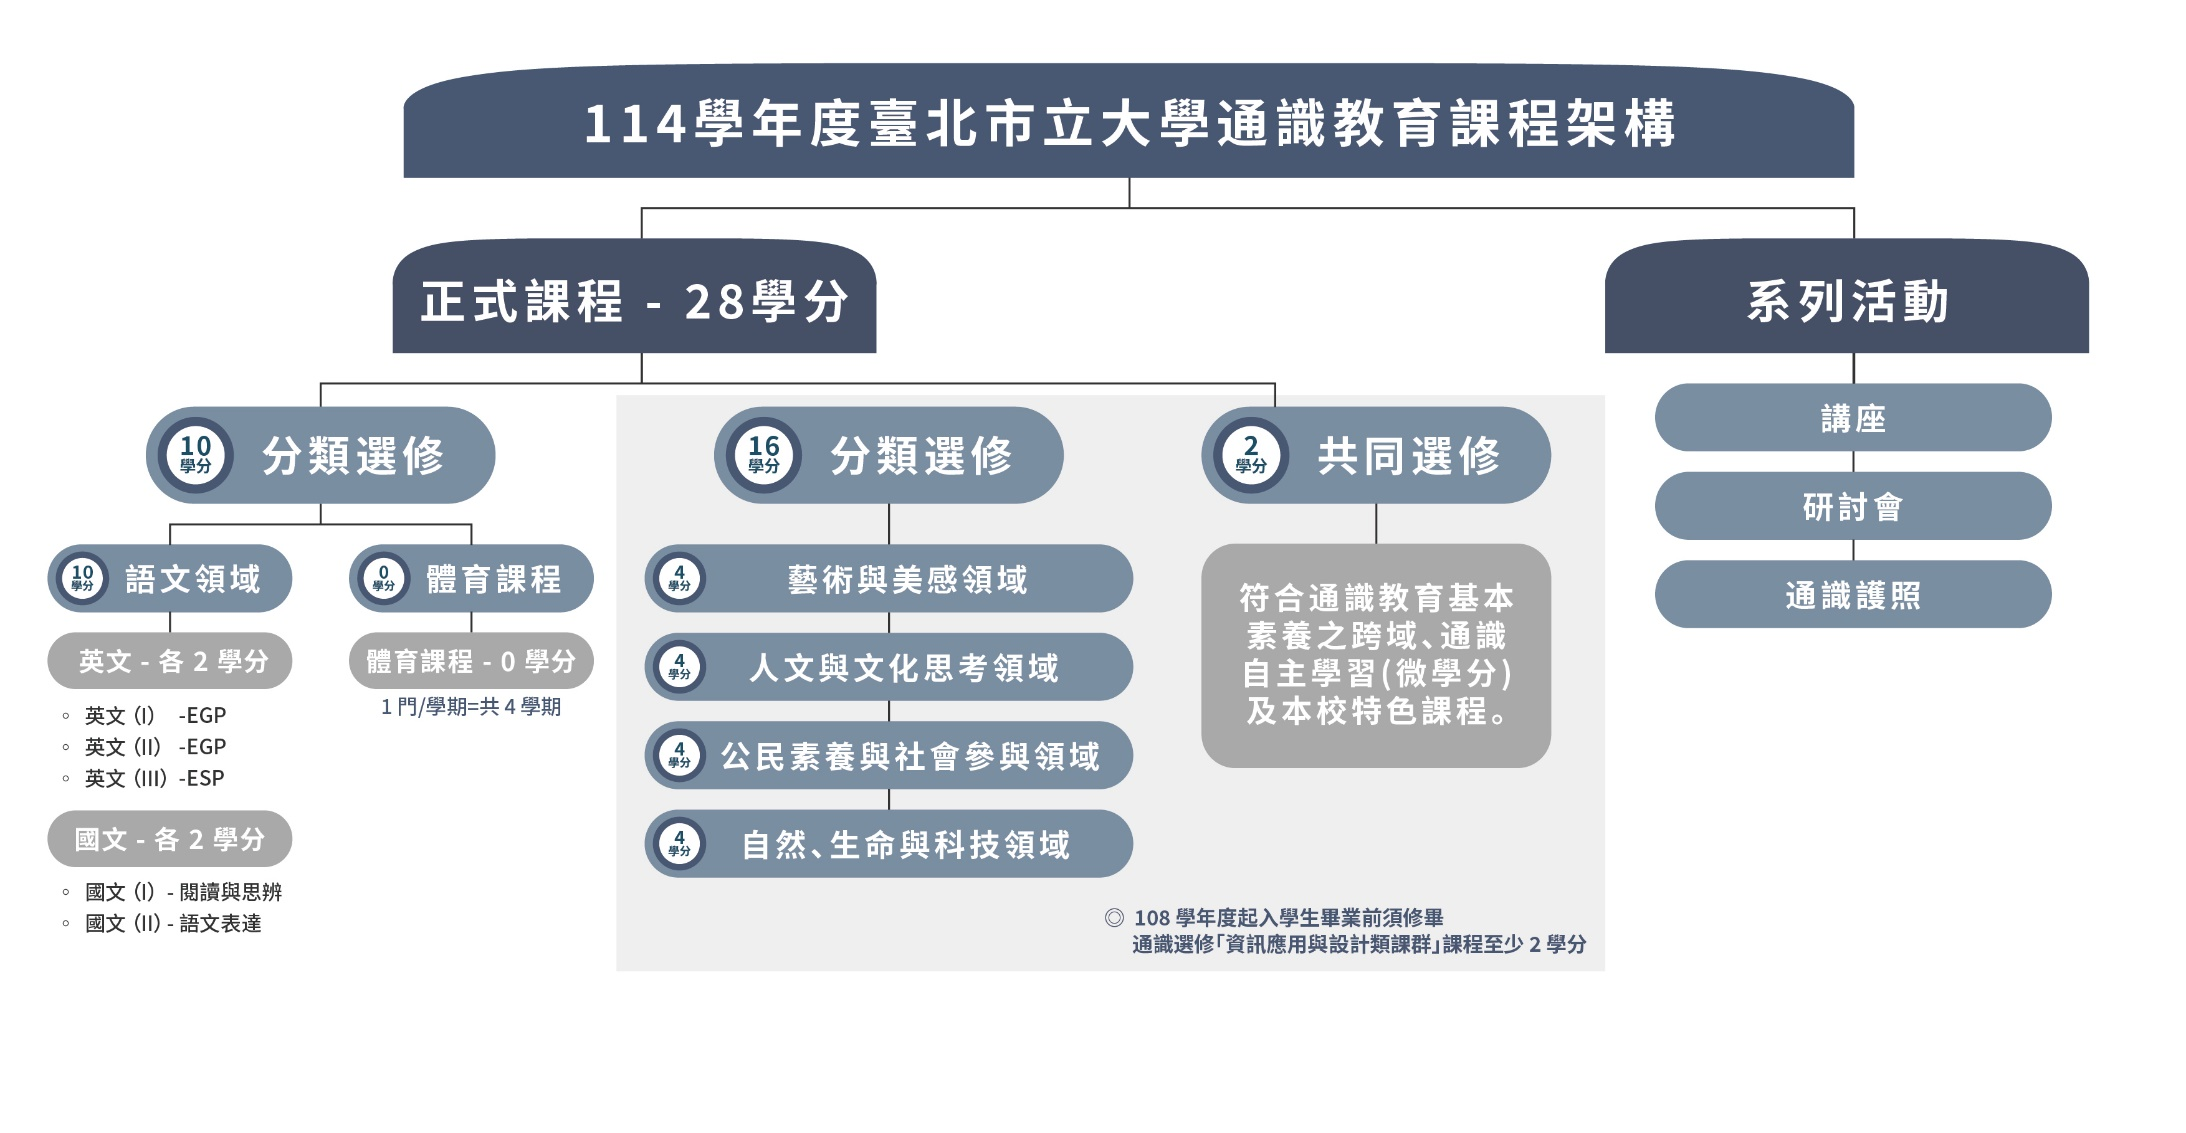 114學年度臺北市立大學通識教育課程架構
正式課程 - 28學分
系列活動
10
學分
分類選修
10
學分
語文領域
英文 - 各 2 學分
◦ 英文 (I) -EGP
◦ 英文 (II) -EGP
◦ 英文 (III) -ESP
國文 - 各 2 學分
◦ 國文 (I) - 閱讀與思辨
◦ 國文 (II) - 語文表達
0
學分
體育課程
體育課程 - 0 學分
1 門/學期=共 4 學期
16
學分
分類選修
4
學分
藝術與美感領域
4
學分
人文與文化思考領域
4
學分
公民素養與社會參與領域
4
學分
自然、生命與科技領域
2
學分
共同選修
符合通識教育基本
素養之跨域、通識
自主學習(微學分)
及本校特色課程。
◎ 108 學年度起入學生畢業前須修畢
通識選修「資訊應用與設計類課群」課程至少 2 學分
講座
研討會
通識護照